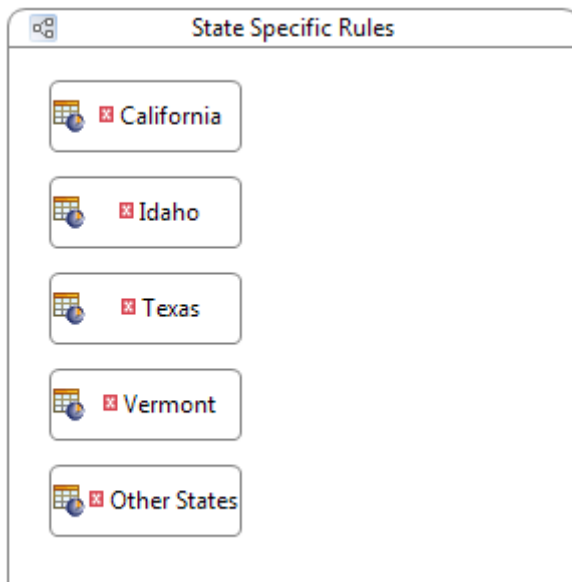 State Specific Rules
California
Idaho
Texas
Vermont
Other States